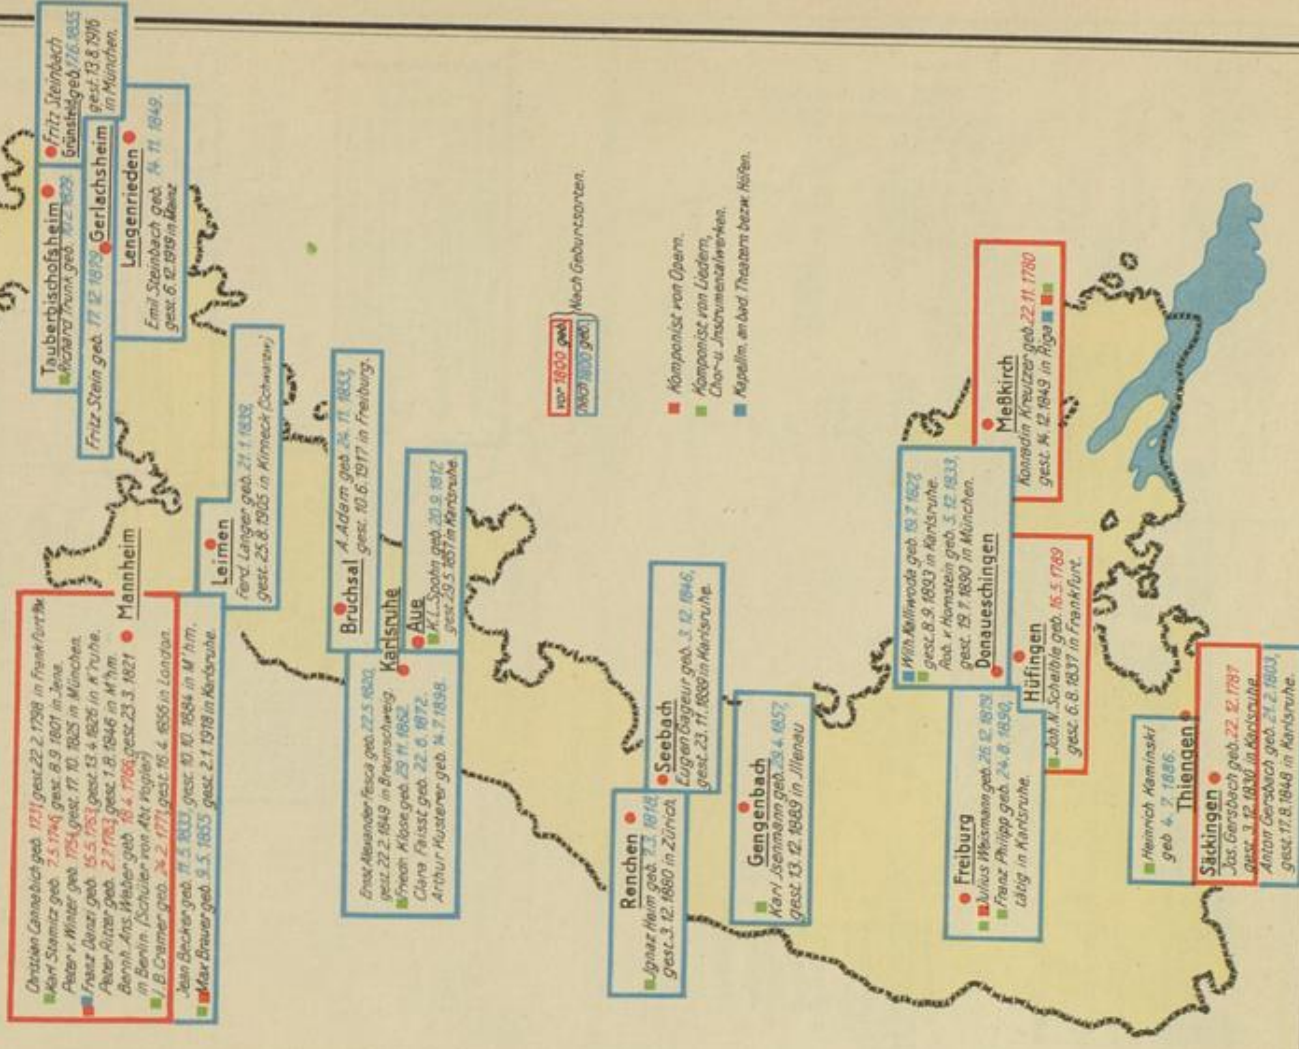 Tauberbischofsheim
Richard Trunk geb. 10.2.1879.
Fritz Steinbach
Grünsfeld geb. 17.6.1855
gest. 13.8.1916
in München.
Fritz Stein geb. 17.12.1879. Gerlachsheim
Lengenrieden
Emil Steinbach geb. 14.11.1849.
gest. 6.12.1919 in Mainz
Christian Cannabich geb. 1731, gest. 22.2.1798 in Frankfurt
Karl Stamitz geb. 7.5.1746, gest. 8.9.1801 in Jena.
Peter v. Winter geb. 1754, gest. 17.10.1825 in München.
Franz Danzi geb. 15.5.1763, gest. 13.4.1826 in K'ruhe.
Peter Ritter geb. 2.7.1763, gest. 1.8.1846 in M'hm.
Bernh. Ans. Weber geb. 18.4.1766, gest. 23.3.1821
in Berlin. (Schüler von Abt Vogler)
J. B. Cramer geb. 24.2.1771, gest. 16.4.1858 in London.
Mannheim
Jean Becker geb. 11.5.1833, gest. 10.10.1884 in M'hm.
Max Brauer geb. 9.5.1855 gest. 2.1.1918 in Karlsruhe.
Leimen
Ferd. Langer geb. 21.1.1839,
gest. 25.8.1905 in Kirneck (Schwarzw.)
Bruchsal A. Adam geb. 24.11.1853,
gest. 10.6.1917 in Freiburg.
Karlsruhe
Ernst Alexander Fesca geb. 22.5.1820,
gest. 22.2.1849 in Braunschweig.
Friedr. Klose geb. 29.11.1862.
Clara Faisst geb. 22.6.1872.
Arthur Kusterer geb. 14.7.1898.
Aue
K. L. Spohn geb. 20.9.1812
gest. 29.5.1857 in Karlsruhe.
vor 1800 geb.
nach 1800 geb.
Nach Geburtsorten.
Komponist von Opern.
Komponist von Liedern,
Chor- u. Instrumentalwerken.
Kapellm. an bad. Theatern bezw. Höfen.
Seebach
Eugen Gageur geb. 3.12.1846,
gest. 23.11.1899 in Karlsruhe.
Renchen
Ignaz Heim geb. 7.3.1818,
gest. 3.12.1880 in Zürich.
Gengenbach
Karl Isenmann geb. 29.4.1837,
gest. 13.12.1889 in Illenau
Wilh. Kalliwoda geb. 19.7.1827,
gest. 8.9.1893 in Karlsruhe.
Rob. v. Hornstein geb. 5.12.1833,
gest. 19.7.1890 in München.
Donaueschingen
Meßkirch
Konradin Kreutzer geb. 22.11.1780
gest. 14.12.1849 in Riga
Freiburg
Julius Weismann geb. 26.12.1879
Franz Philipp geb. 24.8.1890,
tätig in Karlsruhe.
Hüfingen
Joh. N. Schelble geb. 16.5.1789
gest. 6.8.1837 in Frankfurt.
Heinrich Kaminski
geb. 4.7.1886.
Thiengen
Säckingen
Jos. Gersbach geb. 22.12.1787
gest. 3.12.1830 in Karlsruhe
Anton Gersbach geb. 21.2.1803,
gest. 17.8.1848 in Karlsruhe.